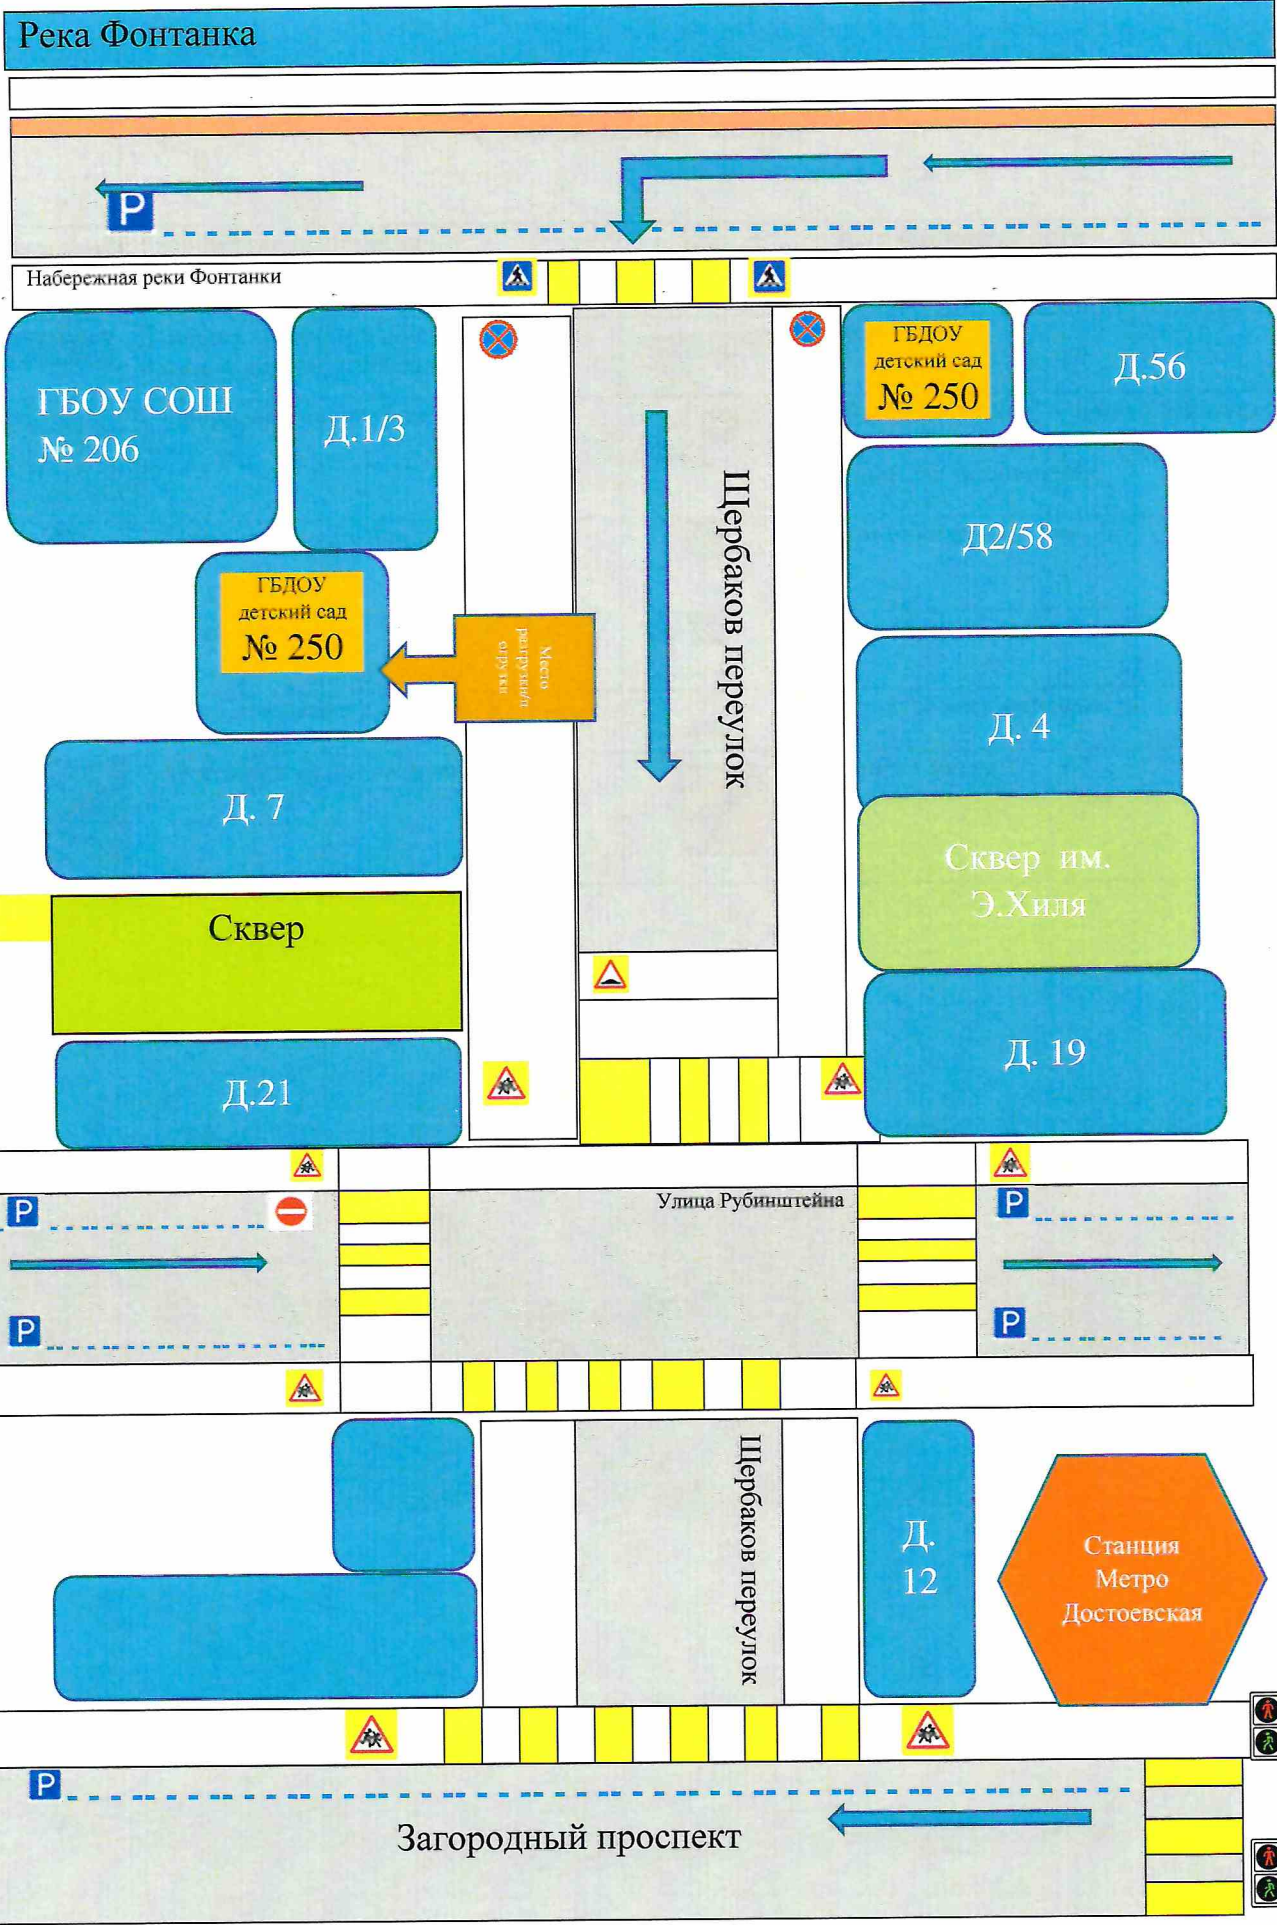 Река Фонтанка
P
Набережная реки Фонтанки
ГБОУ СОШ
№ 206
Д.1/3
ГБДОУ
детский сад
№ 250
Д.56
Щербаков переулок
Д2/58
ГБДОУ
детский сад
№ 250
Место
разгрузки/п
огрузки
Д. 4
Д. 7
Сквер им.
Э.Хиля
Сквер
Д. 19
Д.21
P
Улица Рубинштейна
P
P
P
Щербаков переулок
Д.
12
Станция
Метро
Достоевская
P
Загородный проспект